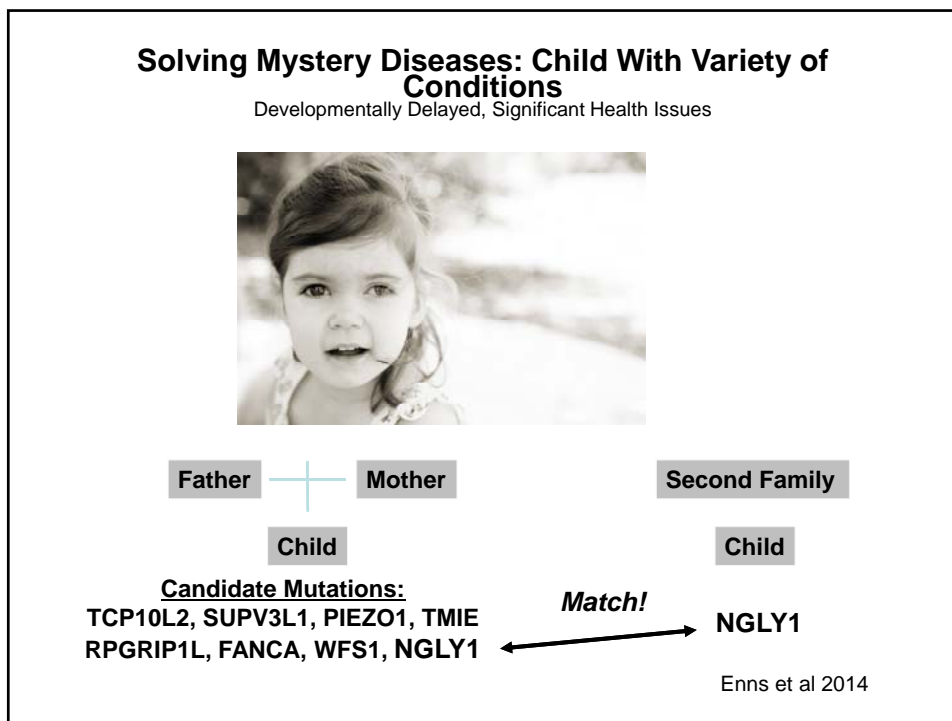 Solving Mystery Diseases: Child With Variety of
Conditions
Developmentally Delayed, Significant Health Issues
Father
Mother
Second Family
Child
Child
Candidate Mutations:
TCP10L2, SUPV3L1, PIEZO1, TMIE
RPGRIP1L, FANCA, WFS1, NGLY1
Match!
NGLY1
Enns et al 2014